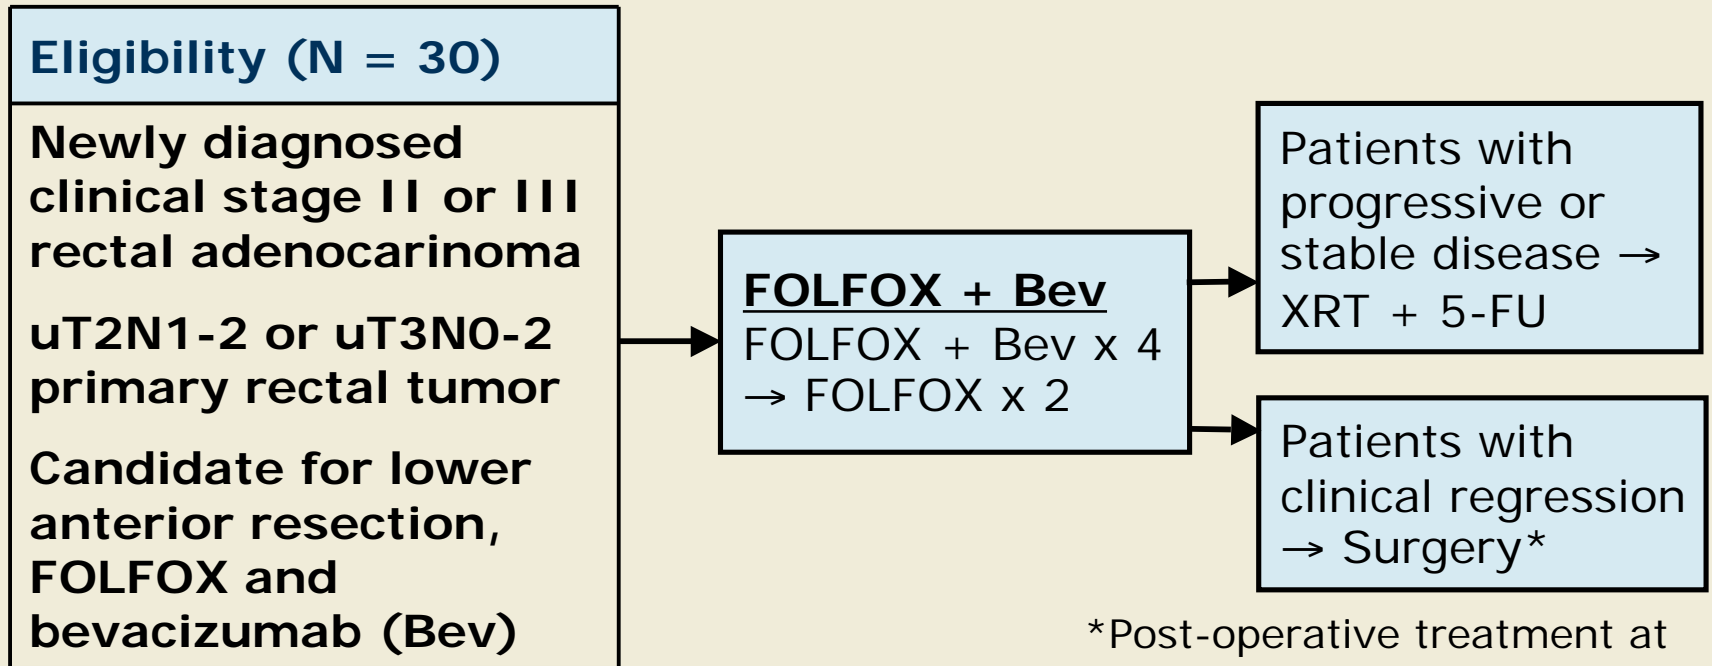 Eligibility (N = 30)
Newly diagnosed
clinical stage II or III
rectal adenocarinoma
uT2N1-2 or uT3N0-2
primary rectal tumor
Candidate for lower
anterior resection,
FOLFOX and
bevacizumab (Bev)
FOLFOX + Bev
FOLFOX + Bev x 4
→ FOLFOX x 2
Patients with
progressive or
stable disease →
XRT + 5-FU
Patients with
clinical regression
→ Surgery*
*Post-operative treatment at